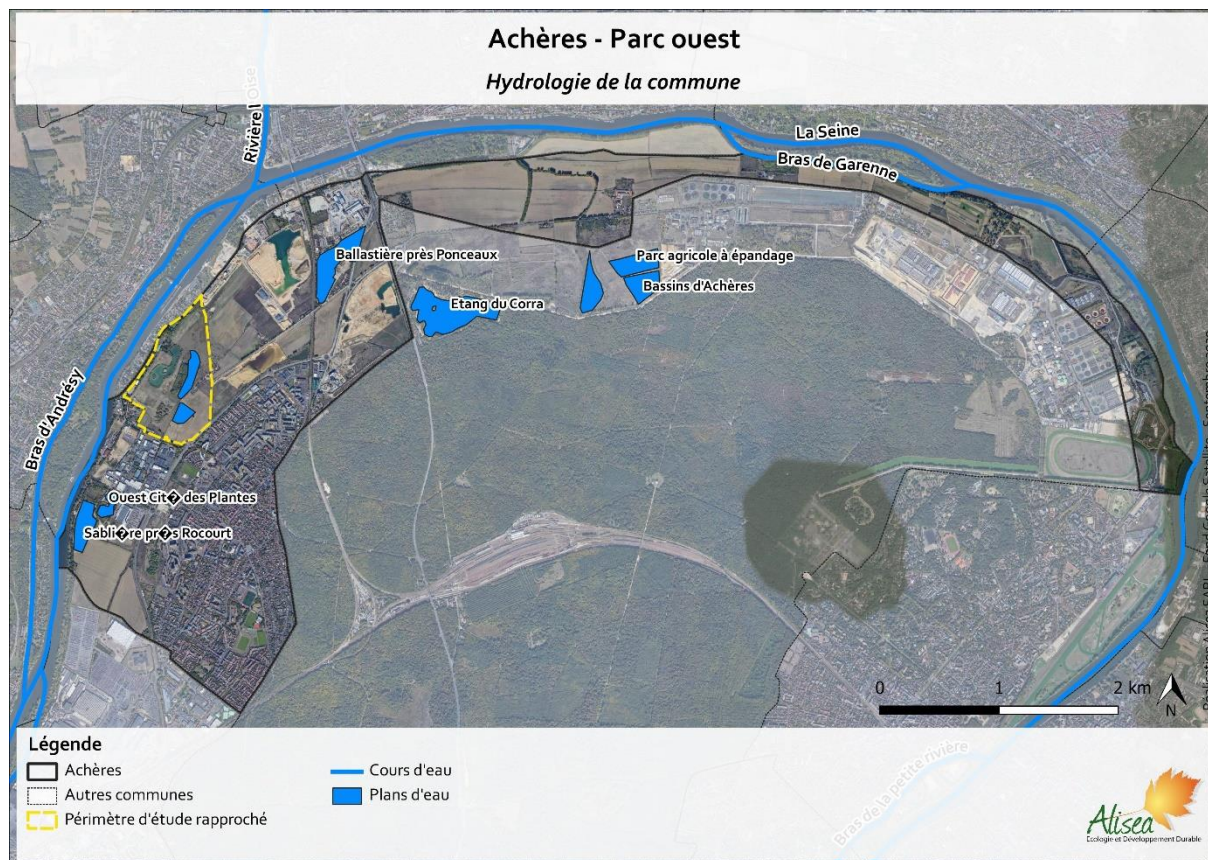 Achères - Parc ouest
Hydrologie de la commune
Rivière l'Oise
La Seine
Bras de Garenne
Ballastière près Ponceaux
Parc agricole à épandage
Bassins d'Achères
Etang du Corra
Bras d'Andrésy
Ouest Cit� des Plantes
Sabli�re pr�s Rocourt
0 1 2 km
N
Bras de la petite rivière
Légende
Achères
Autres communes
Périmètre d'étude rapproché
Cours d'eau
Plans d'eau
Alisea
Ecologie et Développement Durable